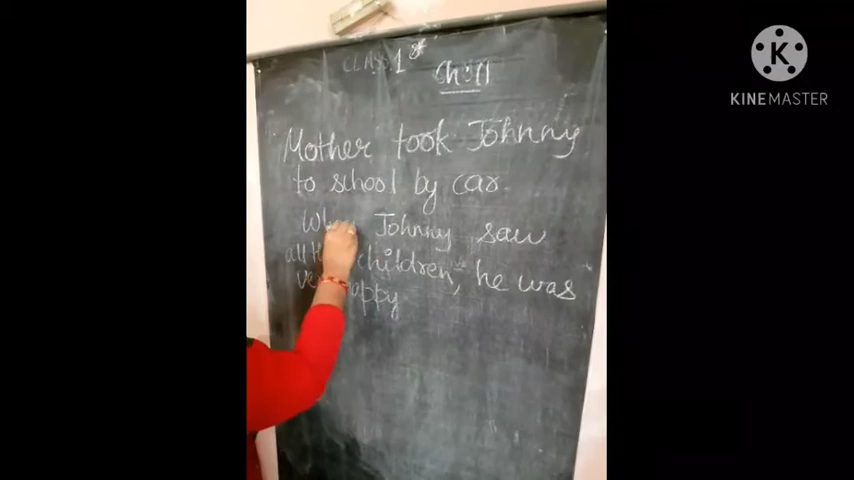 CLASS 1st
Ch:11
Mother took Johnny
to school by car.
Johnny saw
all children, he was
KINEMASTER